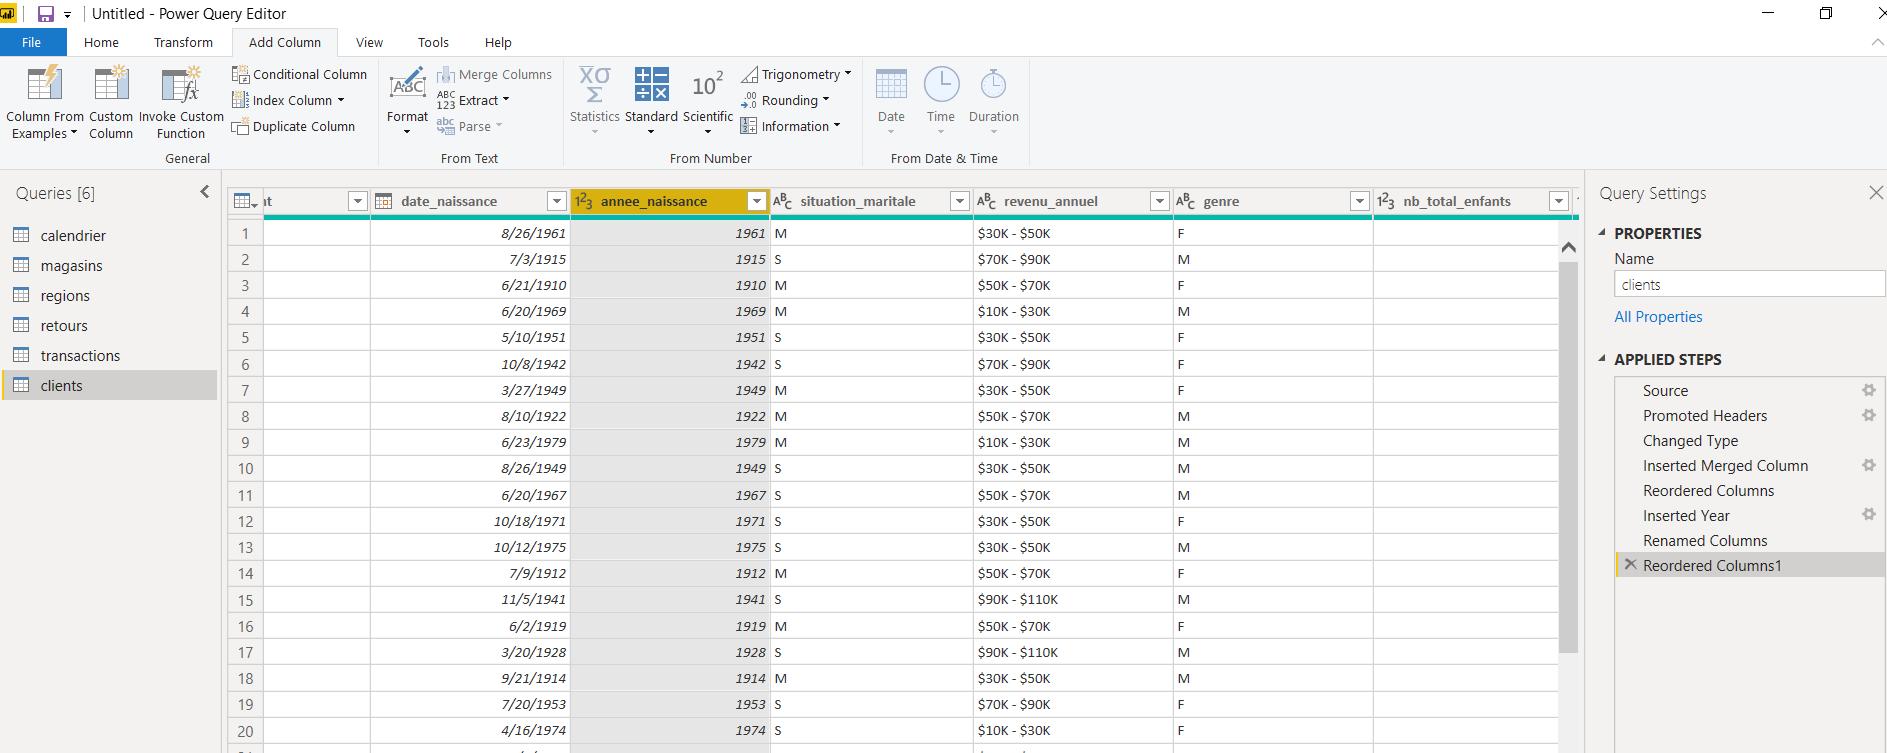 Untitled - Power Query Editor
File Home Transform Add Column View Tools Help
Column From Examples
Custom Column
Invoke Custom Function
Conditional Column
Index Column
Duplicate Column
General
Format
Merge Columns
Extract
Parse
From Text
Statistics
Standard
Scientific
Trigonometry
Rounding
Information
From Number
Date
Time
Duration
From Date & Time
Queries [6]
calendrier
magasins
regions
retours
transactions
clients
it date_naissance annee_naissance situation_maritale revenu_annuel genre nb_total_enfants
1 8/26/1961 1961 M $30K - $50K F
2 7/3/1915 1915 S $70K - $90K M
3 6/21/1910 1910 M $50K - $70K F
4 6/20/1969 1969 M $10K - $30K M
5 5/10/1951 1951 S $30K - $50K F
6 10/8/1942 1942 S $70K - $90K F
7 3/27/1949 1949 M $30K - $50K F
8 8/10/1922 1922 M $50K - $70K M
9 6/23/1979 1979 M $10K - $30K M
10 8/26/1949 1949 S $30K - $50K M
11 6/20/1967 1967 S $50K - $70K M
12 10/18/1971 1971 S $30K - $50K F
13 10/12/1975 1975 S $30K - $50K M
14 7/9/1912 1912 M $50K - $70K F
15 11/5/1941 1941 S $90K - $110K M
16 6/2/1919 1919 M $50K - $70K F
17 3/20/1928 1928 S $90K - $110K M
18 9/21/1914 1914 M $30K - $50K M
19 7/20/1953 1953 S $70K - $90K F
20 4/16/1974 1974 S $10K - $30K F
Query Settings
PROPERTIES
Name
clients
All Properties
APPLIED STEPS
Source
Promoted Headers
Changed Type
Inserted Merged Column
Reordered Columns
Inserted Year
Renamed Columns
Reordered Columns1